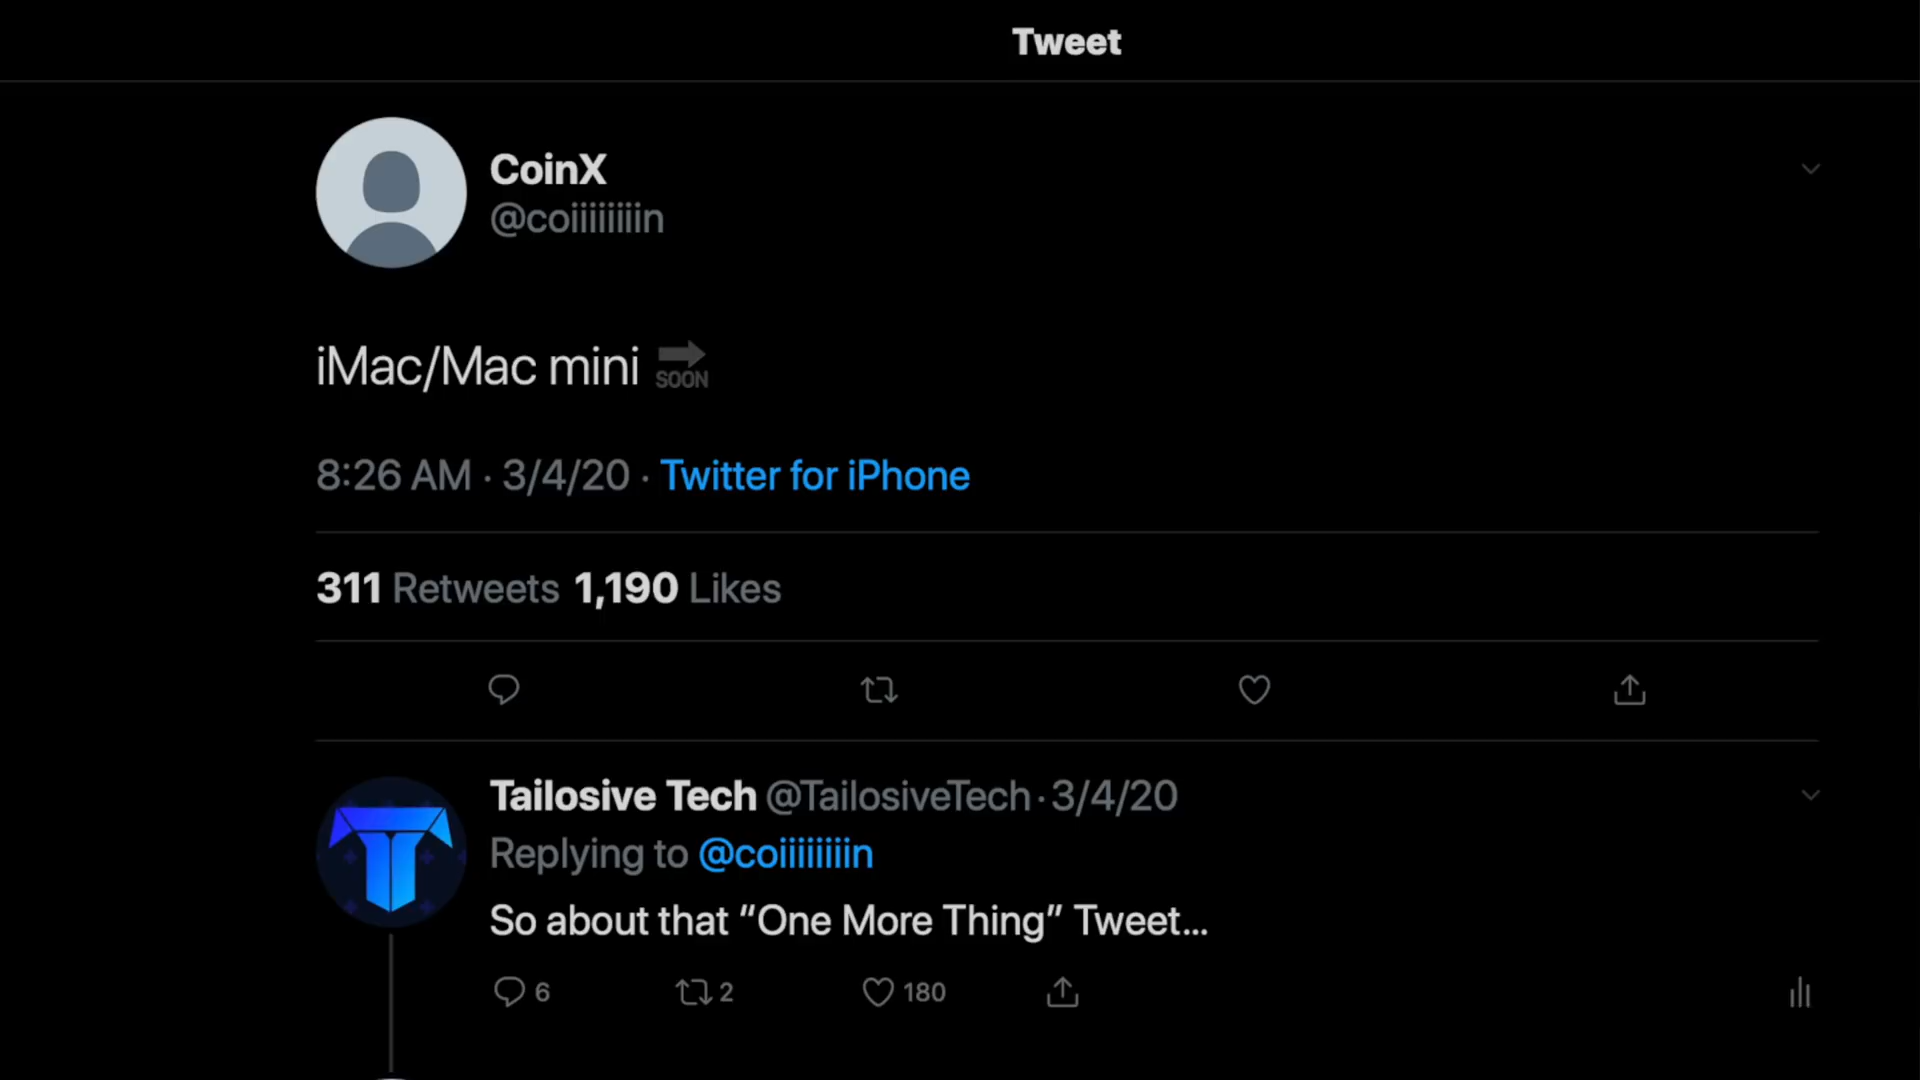 Tweet
CoinX
@coiiiiiiiin
iMac/Mac mini SOON
8:26 AM · 3/4/20 · Twitter for iPhone
311 Retweets 1,190 Likes
Tailosive Tech @TailosiveTech · 3/4/20
Replying to @coiiiiiiiin
So about that “One More Thing” Tweet...
6 2 180